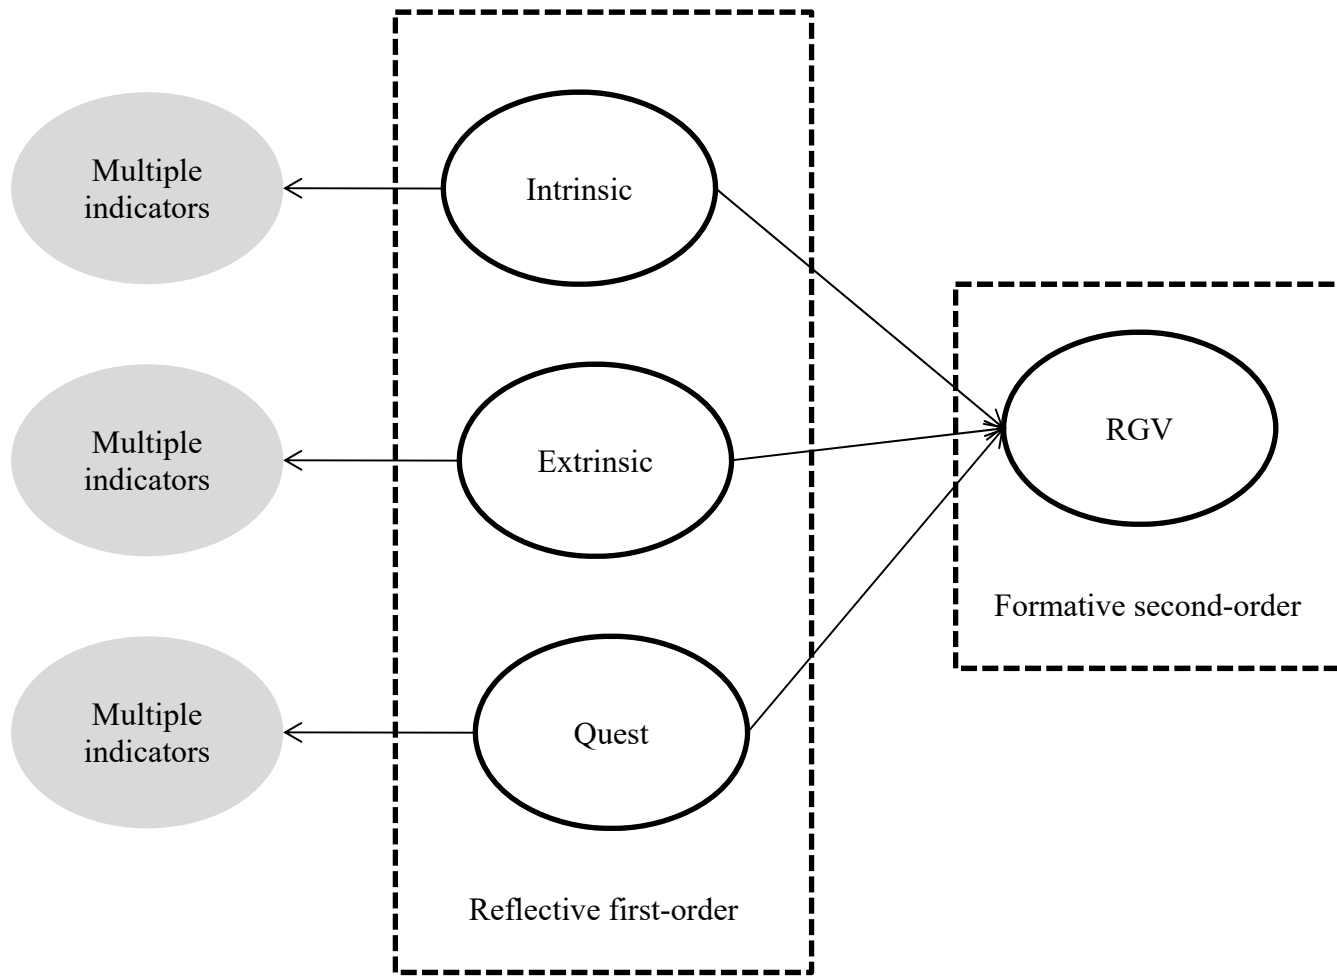 Multiple
indicators
Intrinsic
Multiple
indicators
Extrinsic
RGV
Formative second-order
Multiple
indicators
Quest
Reflective first-order